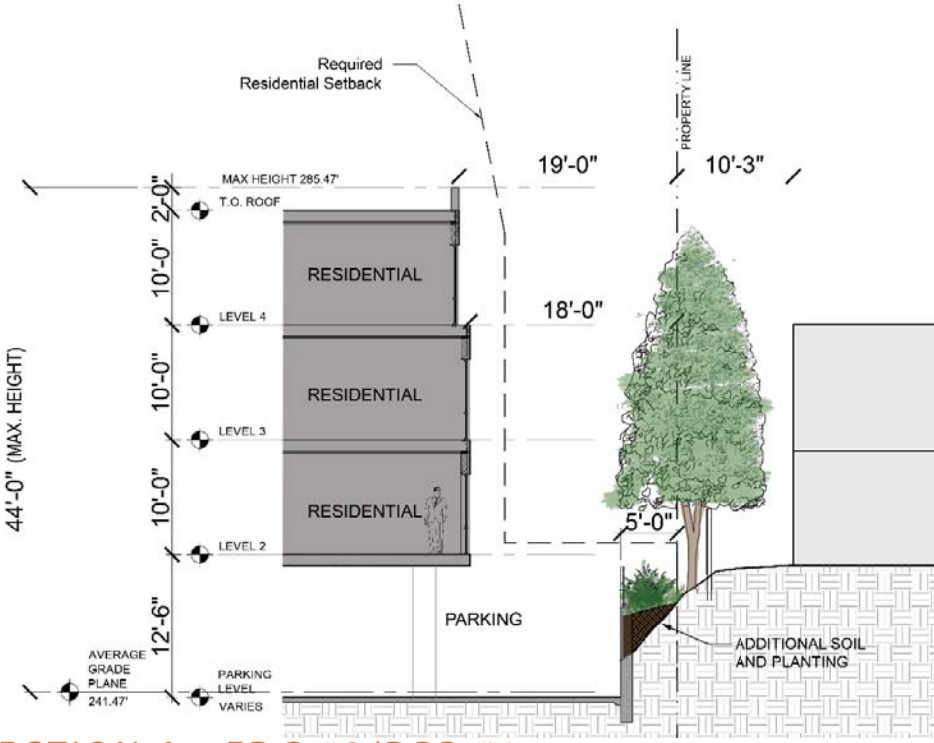 Required
Residential Setback
PROPERTY LINE
19'-0"
10'-3"
MAX HEIGHT 285.47'
2'-0"
T.O. ROOF
10'-0"
RESIDENTIAL
LEVEL 4
18'-0"
10'-0"
RESIDENTIAL
LEVEL 3
44'-0" (MAX. HEIGHT)
10'-0"
RESIDENTIAL
5'-0"
LEVEL 2
12'-6"
PARKING
ADDITIONAL SOIL
AND PLANTING
AVERAGE
GRADE
PLANE
241.47'
PARKING
LEVEL
VARIES